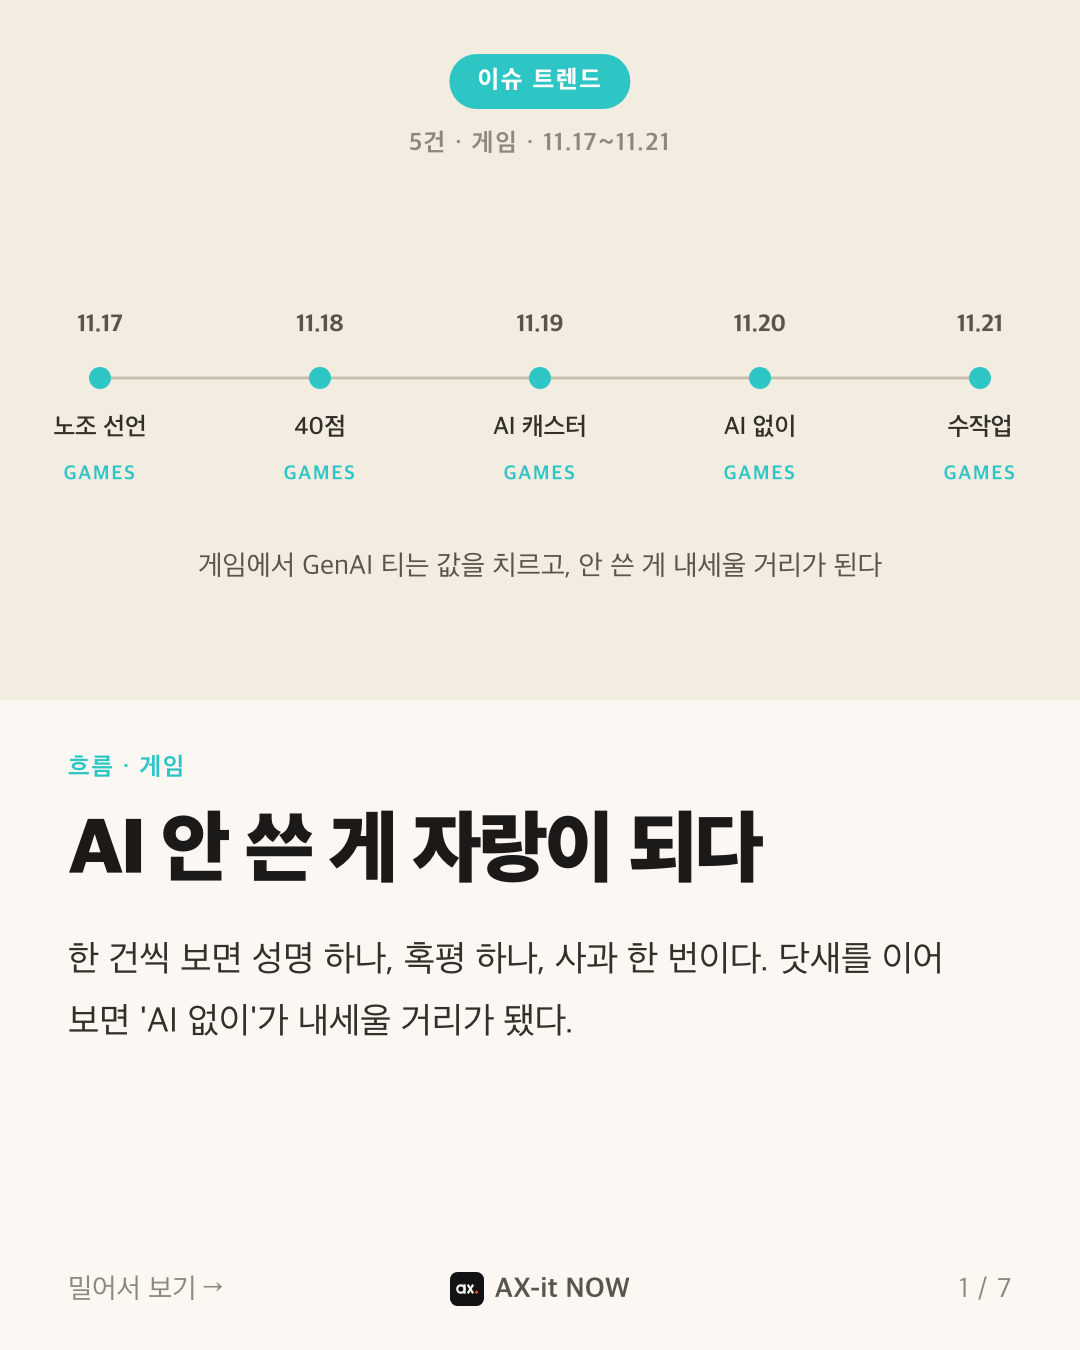 이슈 트렌드
5건 · 게임 · 11.17~11.21
11.17 11.18 11.19 11.20 11.21
노조 선언 40점 AI 캐스터 AI 없이 수작업
GAMES GAMES GAMES GAMES GAMES
게임에서 GenAI 티는 값을 치르고, 안 쓴 게 내세울 거리가 된다
흐름 · 게임
AI 안 쓴 게 자랑이 되다
한 건씩 보면 성명 하나, 혹평 하나, 사과 한 번이다. 닷새를 이어
보면 'AI 없이'가 내세울 거리가 됐다.
밀어서 보기 → ax. AX-it NOW 1 / 7